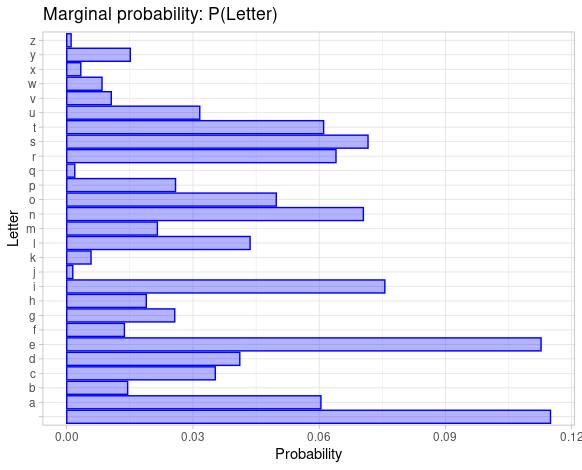 Marginal probability: P(Letter)
z
y
x
w
v
u
t
s
r
q
p
o
n
m
l
k
j
i
h
g
f
e
d
c
b
a
Letter
0.00 0.03 0.06 0.09 0.12
Probability